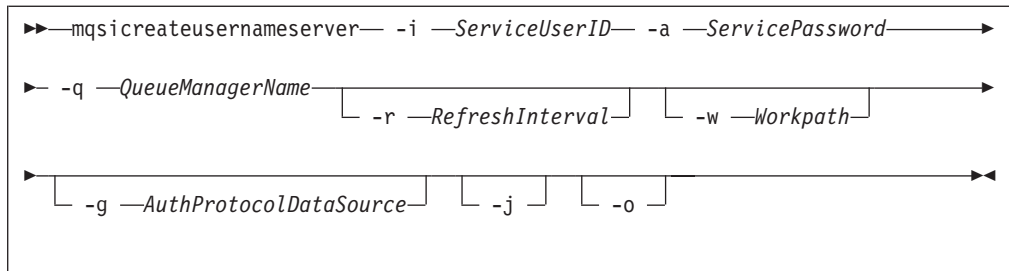 mqsicreateusernameserver -i ServiceUserID -a ServicePassword
-q QueueManagerName
-r RefreshInterval -w Workpath
-g AuthProtocolDataSource -j -o